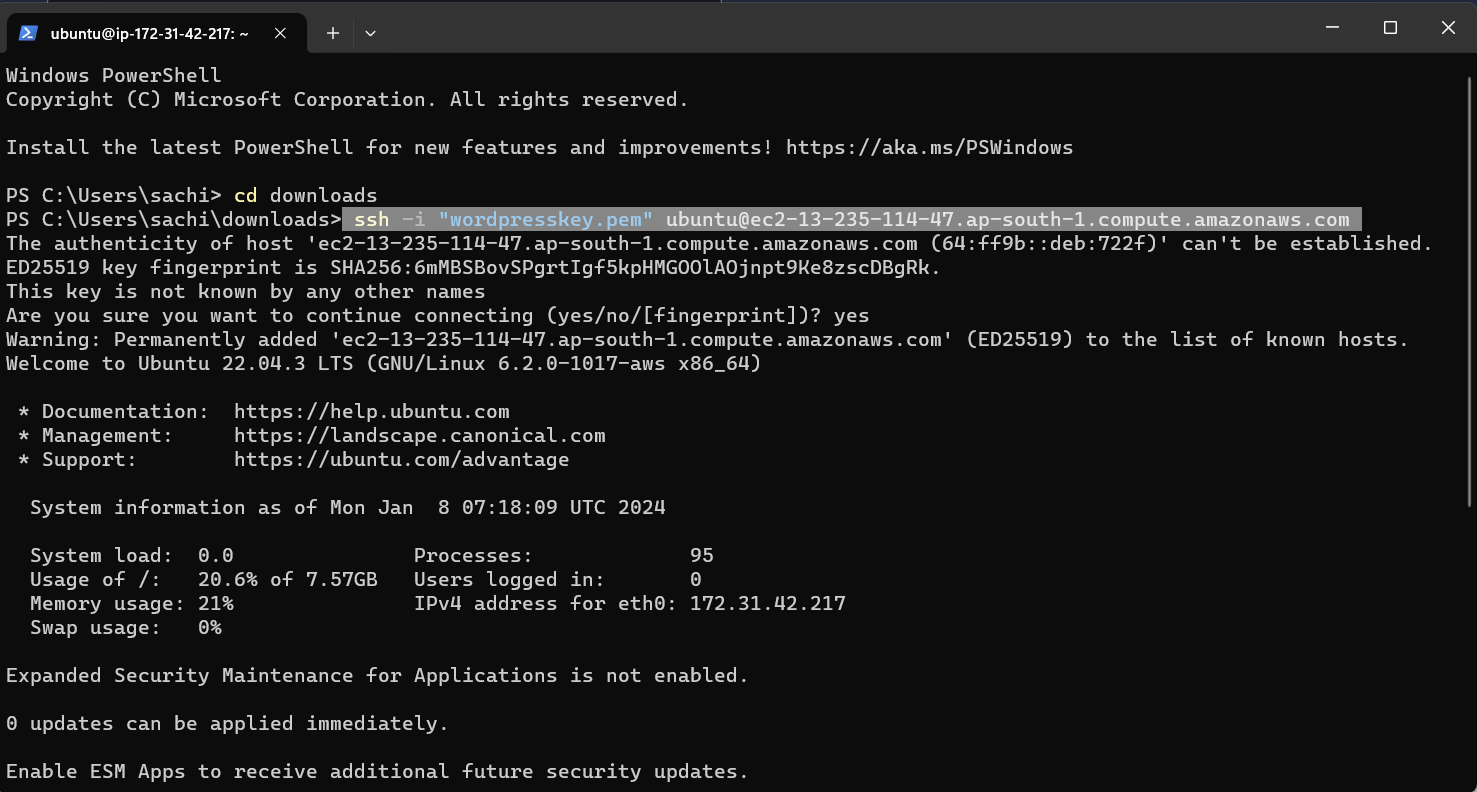 ubuntu@ip-172-31-42-217: ~
Windows PowerShell
Copyright (C) Microsoft Corporation. All rights reserved.
Install the latest PowerShell for new features and improvements! https://aka.ms/PSWindows
PS C:\Users\sachi> cd downloads
PS C:\Users\sachi\downloads> ssh -i "wordpresskey.pem" ubuntu@ec2-13-235-114-47.ap-south-1.compute.amazonaws.com
The authenticity of host 'ec2-13-235-114-47.ap-south-1.compute.amazonaws.com (64:ff9b::deb:722f)' can't be established.
ED25519 key fingerprint is SHA256:6mMBSBovSPgrtIgf5kpHMGOOlAOjnpt9Ke8zscDBgRk.
This key is not known by any other names
Are you sure you want to continue connecting (yes/no/[fingerprint])? yes
Warning: Permanently added 'ec2-13-235-114-47.ap-south-1.compute.amazonaws.com' (ED25519) to the list of known hosts.
Welcome to Ubuntu 22.04.3 LTS (GNU/Linux 6.2.0-1017-aws x86_64)
* Documentation:  https://help.ubuntu.com
* Management:     https://landscape.canonical.com
* Support:        https://ubuntu.com/advantage
System information as of Mon Jan  8 07:18:09 UTC 2024
System load:  0.0               Processes:             95
Usage of /:   20.6% of 7.57GB   Users logged in:       0
Memory usage: 21%               IPv4 address for eth0: 172.31.42.217
Swap usage:   0%
Expanded Security Maintenance for Applications is not enabled.
0 updates can be applied immediately.
Enable ESM Apps to receive additional future security updates.